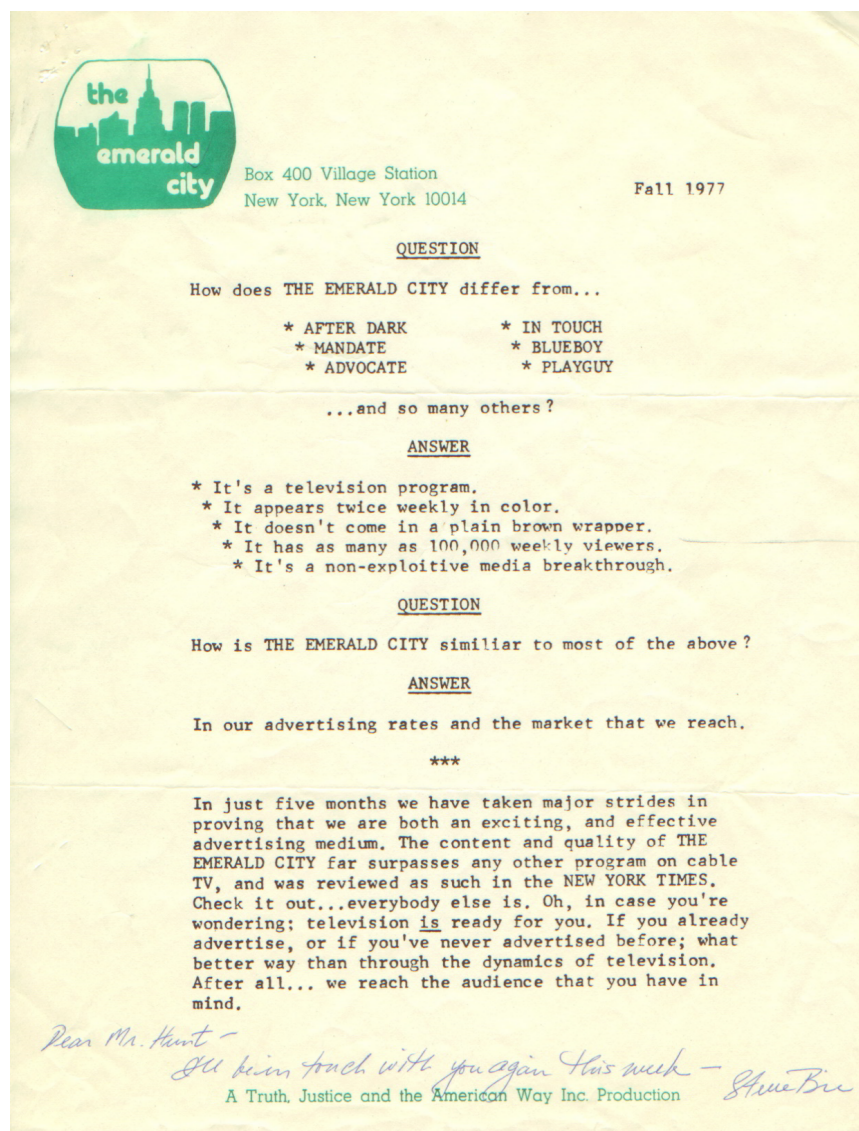 the
emerald
city
Box 400 Village Station
New York, New York 10014
Fall 1977
QUESTION
How does THE EMERALD CITY differ from...
* AFTER DARK * IN TOUCH
* MANDATE * BLUEBOY
* ADVOCATE * PLAYGUY
...and so many others?
ANSWER
* It's a television program.
* It appears twice weekly in color.
* It doesn't come in a plain brown wrapper.
* It has as many as 100,000 weekly viewers.
* It's a non-exploitive media breakthrough.
QUESTION
How is THE EMERALD CITY similiar to most of the above?
ANSWER
In our advertising rates and the market that we reach.
***
In just five months we have taken major strides in
proving that we are both an exciting, and effective
advertising medium. The content and quality of THE
EMERALD CITY far surpasses any other program on cable
TV, and was reviewed as such in the NEW YORK TIMES.
Check it out...everybody else is. Oh, in case you're
wondering; television is ready for you. If you already
advertise, or if you've never advertised before; what
better way than through the dynamics of television.
After all... we reach the audience that you have in
mind.
Dear Mr. Hunt -
I'll be in touch with you again this week -
Steve
A Truth, Justice and the American Way Inc. Production